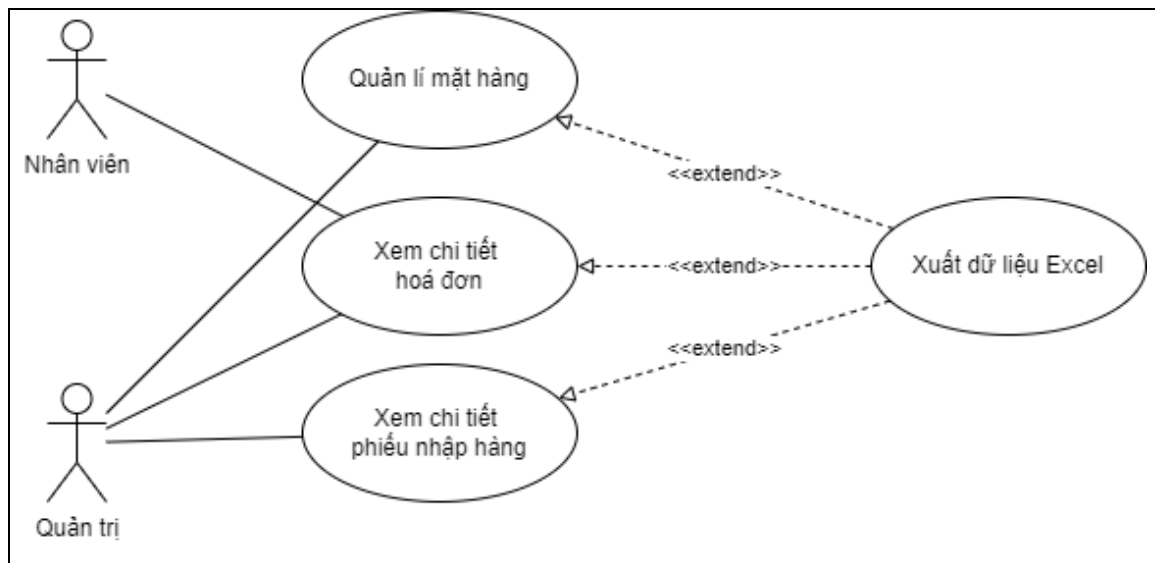 Nhân viên
Quản lí mặt hàng
<<extend>>
Xem chi tiết
hoá đơn
<<extend>>
Xuất dữ liệu Excel
<<extend>>
Xem chi tiết
phiếu nhập hàng
Quản trị